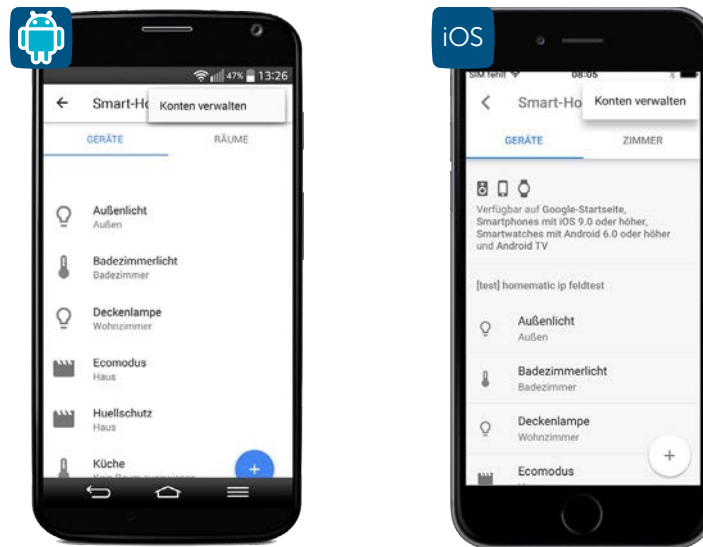 47% 13:26
Smart-Ho
Konten verwalten
GERÄTE
RÄUME
Außenlicht
Außen
Badezimmerlicht
Badezimmer
Deckenlampe
Wohnzimmer
Ecomodus
Haus
Huellschutz
Haus
Küche
Kein Raum zugewiesen
iOS
SIM fehlt
08:05
Smart-Ho
Konten verwalten
GERÄTE
ZIMMER
Verfügbar auf Google-Startseite,
Smartphones mit iOS 9.0 oder höher,
Smartwatches mit Android 6.0 oder höher
und Android TV
[test] homematic ip feldtest
Außenlicht
Außen
Badezimmerlicht
Badezimmer
Deckenlampe
Wohnzimmer
Ecomodus